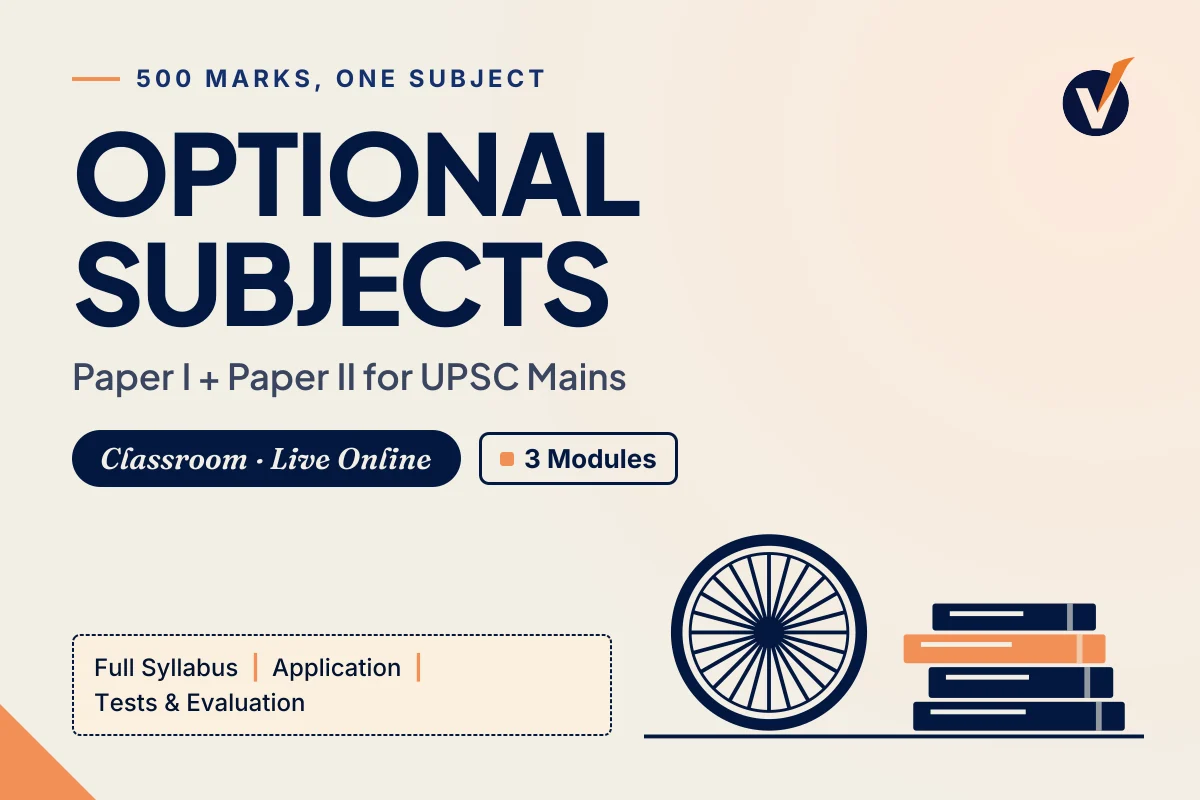 500 MARKS, ONE SUBJECT
OPTIONAL
SUBJECTS
Paper I + Paper II for UPSC Mains
Classroom · Live Online
3 Modules
Full Syllabus | Application |
Tests & Evaluation